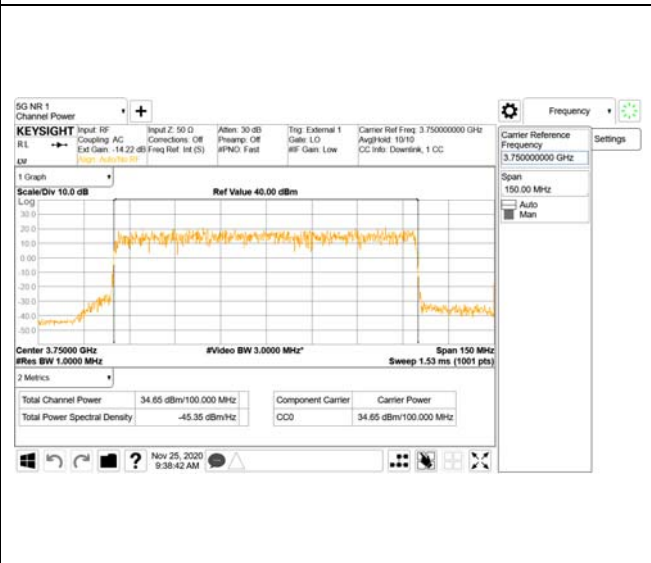 5G NR 1
Channel Power
Frequency
KEYSIGHT
Input: RF
Input Z: 50 Ω
Atten: 30 dB
Trig: External 1
Carrier Ref Freq: 3.750000000 GHz
RL
Coupling: AC
Corrections: Off
Preamp: Off
Gate: LO
Avg|Hold: 10/10
Ext Gain: -14.22 dB
Freq Ref: Int (S)
#PNO: Fast
#IF Gain: Low
CC Info: Downlink, 1 CC
Align: Auto/No RF
Carrier Reference
Frequency
3.750000000 GHz
Settings
Span
150.00 MHz
Auto
Man
1 Graph
Scale/Div 10.0 dB
Ref Value 40.00 dBm
Log
30.0
20.0
10.0
0.00
-10.0
-20.0
-30.0
-40.0
-50.0
Center 3.75000 GHz
#Video BW 3.0000 MHz*
Span 150 MHz
#Res BW 1.0000 MHz
Sweep 1.53 ms (1001 pts)
2 Metrics
Total Channel Power
34.65 dBm/100.000 MHz
Total Power Spectral Density
-45.35 dBm/Hz
Component Carrier
Carrier Power
CC0
34.65 dBm/100.000 MHz
?
Nov 25, 2020
9:38:42 AM